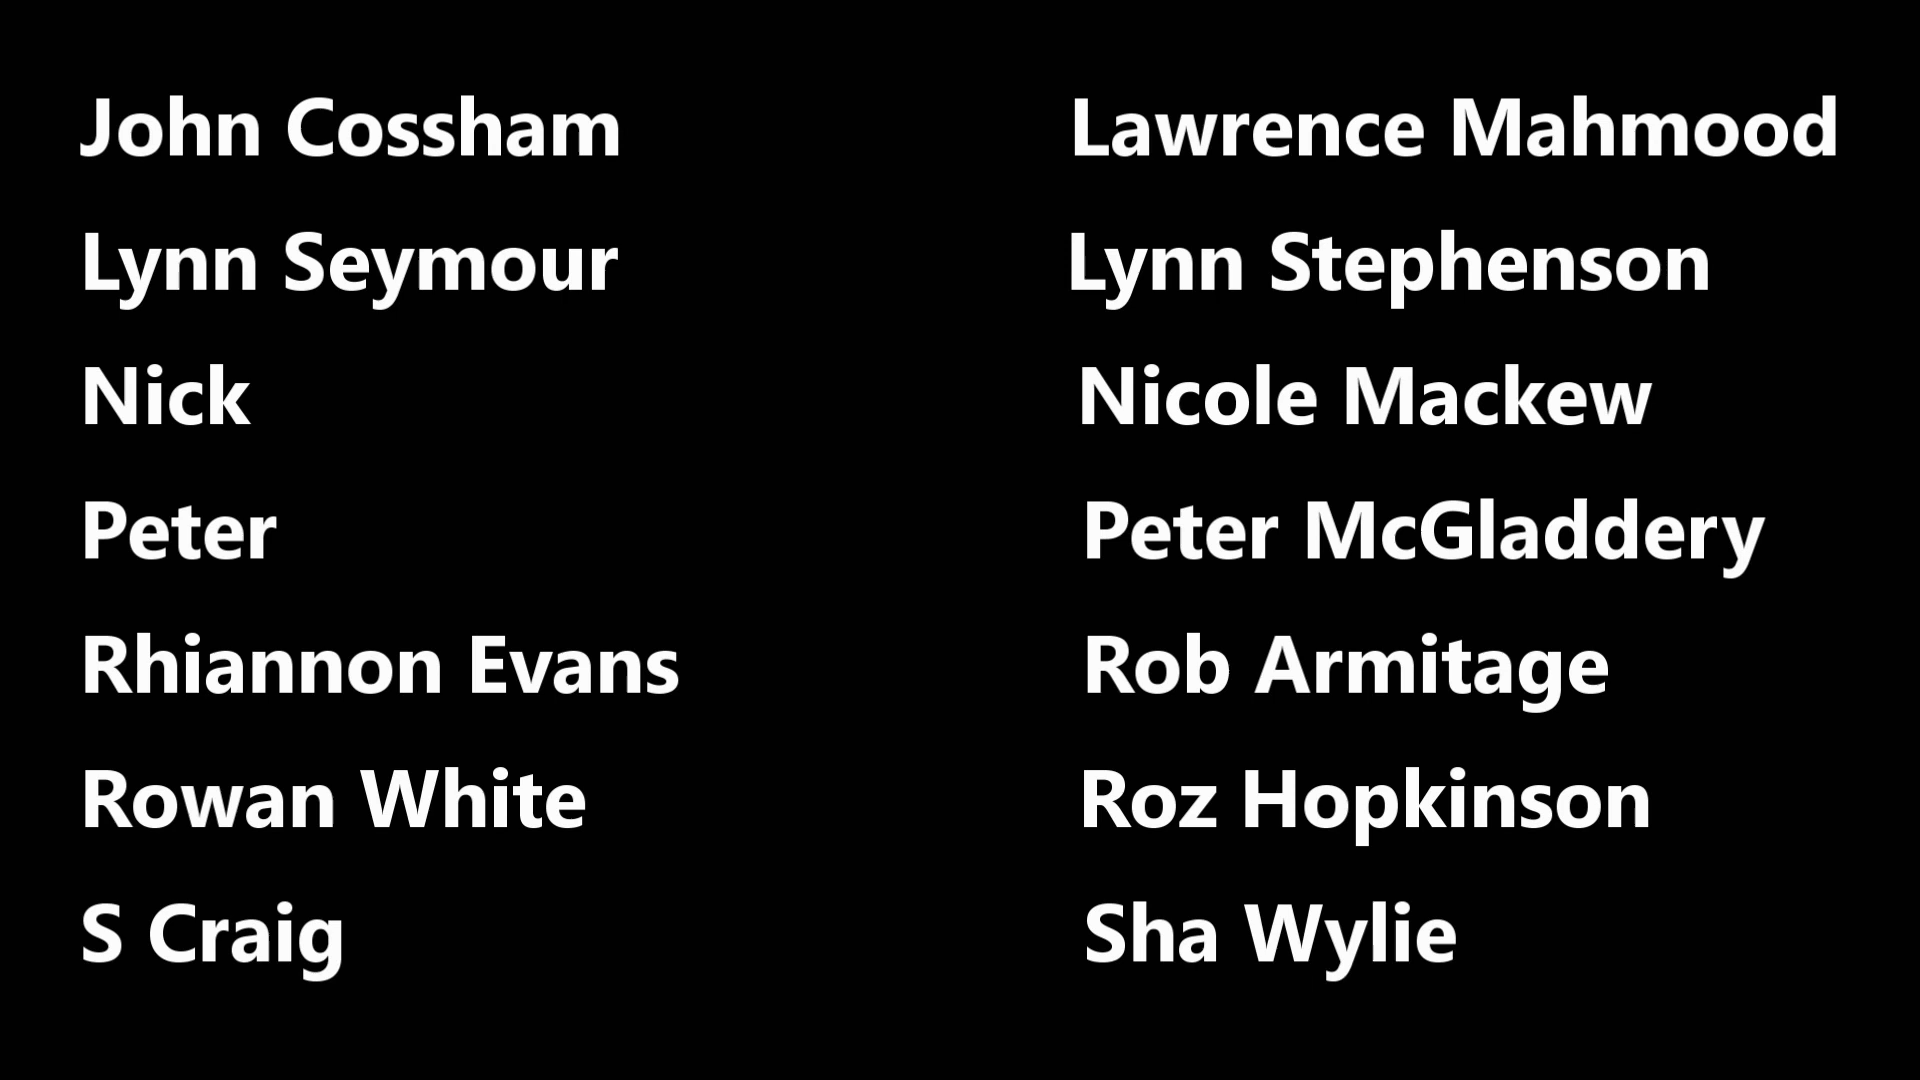 John Cossham
Lawrence Mahmood
Lynn Seymour
Lynn Stephenson
Nick
Nicole Mackew
Peter
Peter McGladdery
Rhiannon Evans
Rob Armitage
Rowan White
Roz Hopkinson
S Craig
Sha Wylie